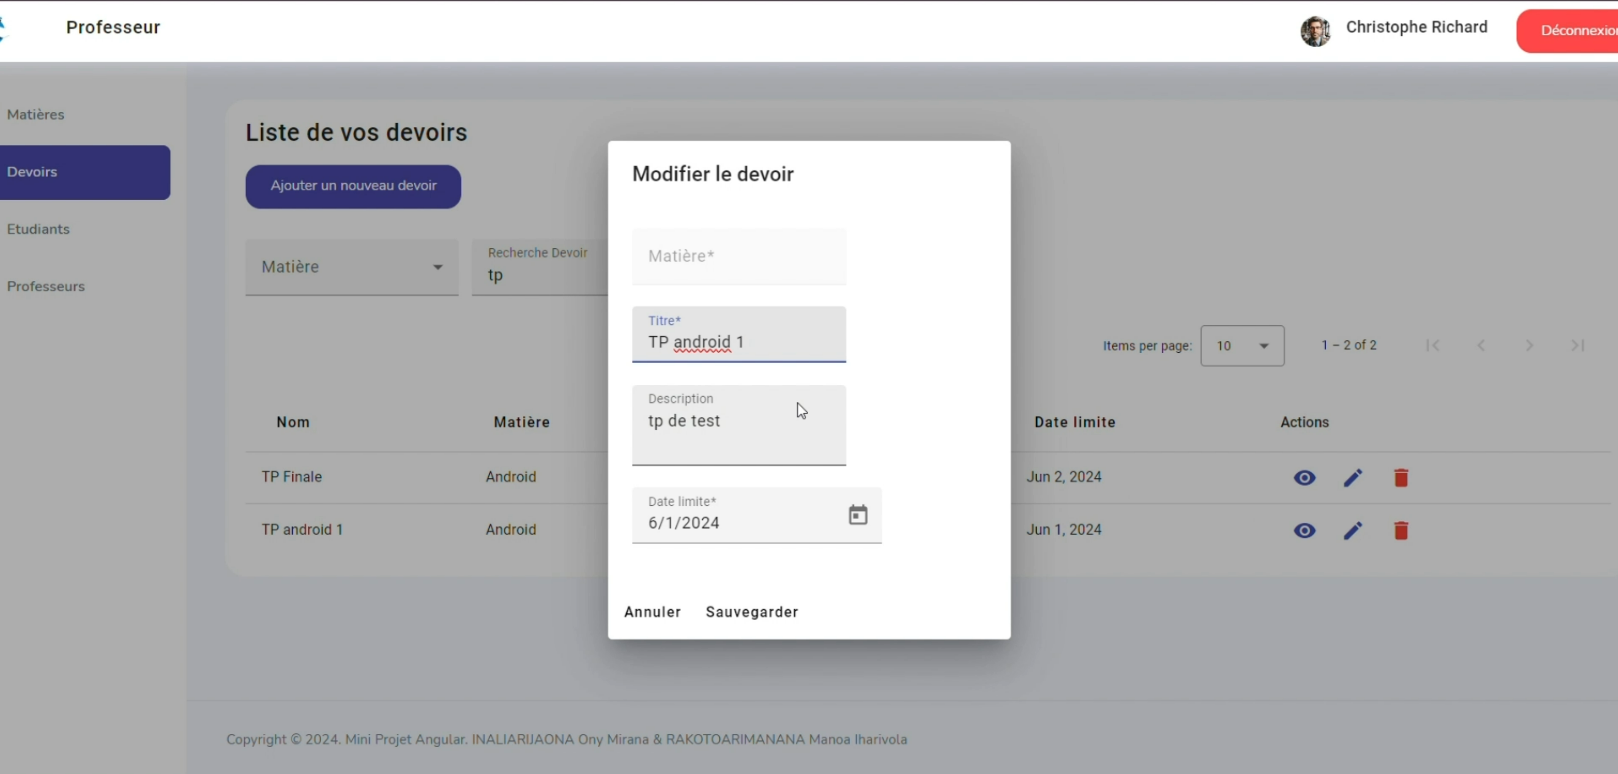 Professeur
Christophe Richard
Déconnexion
Matières
Devoirs
Etudiants
Professeurs
Liste de vos devoirs
Ajouter un nouveau devoir
Matière
Recherche Devoir
tp
Items per page:
10
1 – 2 of 2
Nom
Matière
Date limite
Actions
TP Finale
Android
Jun 2, 2024
TP android 1
Android
Jun 1, 2024
Modifier le devoir
Matière*
Titre*
TP android 1
Description
tp de test
Date limite*
6/1/2024
Annuler
Sauvegarder
Copyright © 2024. Mini Projet Angular. INALIARIJAONA Ony Mirana & RAKOTOARIMANANA Manoa Iharivola